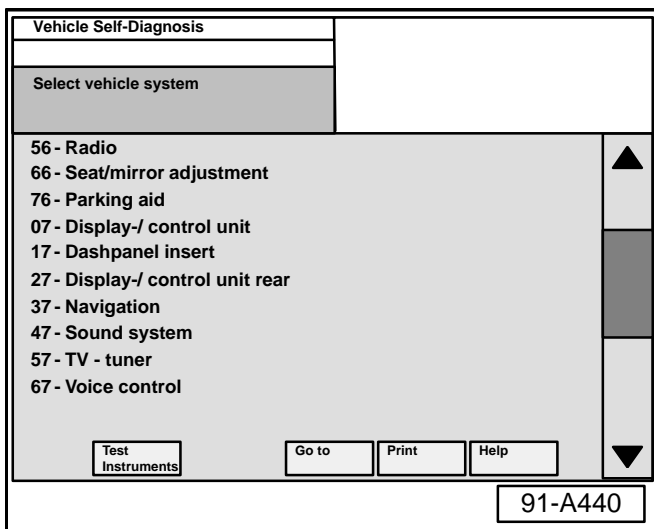 Vehicle Self-Diagnosis
Select vehicle system
56 - Radio
66 - Seat/mirror adjustment
76 - Parking aid
07 - Display-/ control unit
17 - Dashpanel insert
27 - Display-/ control unit rear
37 - Navigation
47 - Sound system
57 - TV - tuner
67 - Voice control
Test
Instruments
Go to
Print
Help
91-A440